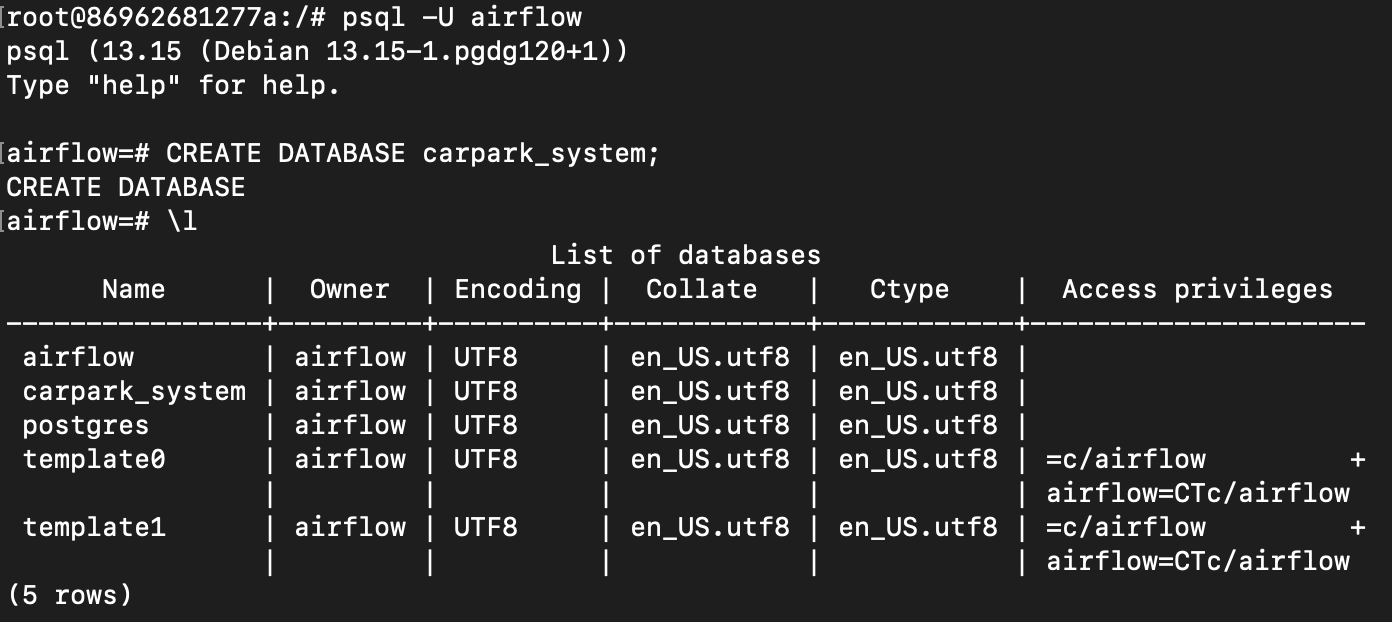 [root@86962681277a:/# psql -U airflow
psql (13.15 (Debian 13.15-1.pgdg120+1))
Type "help" for help.

[airflow=# CREATE DATABASE carpark_system;
CREATE DATABASE
[airflow=# \l
                                  List of databases
      Name      |  Owner  | Encoding |  Collate   |   Ctype    |  Access privileges
----------------+---------+----------+------------+------------+---------------------
 airflow        | airflow | UTF8     | en_US.utf8 | en_US.utf8 |
 carpark_system | airflow | UTF8     | en_US.utf8 | en_US.utf8 |
 postgres       | airflow | UTF8     | en_US.utf8 | en_US.utf8 |
 template0      | airflow | UTF8     | en_US.utf8 | en_US.utf8 | =c/airflow         +
                |         |          |            |            | airflow=CTc/airflow
 template1      | airflow | UTF8     | en_US.utf8 | en_US.utf8 | =c/airflow         +
                |         |          |            |            | airflow=CTc/airflow
(5 rows)